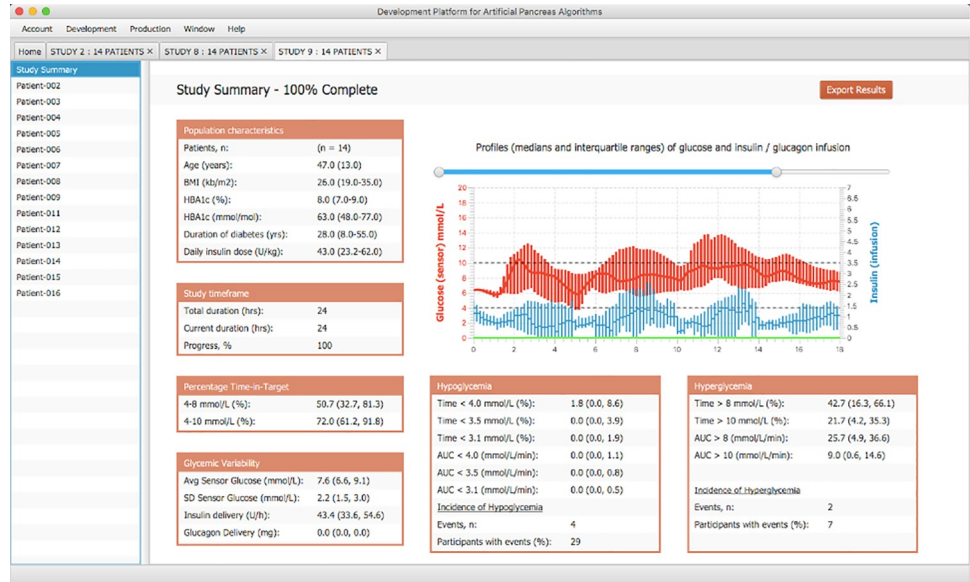 Development Platform for Artificial Pancreas Algorithms
Account Development Production Window Help
Home STUDY 2 : 14 PATIENTS × STUDY 8 : 14 PATIENTS × STUDY 9 : 14 PATIENTS ×
Study Summary
Patient-002
Patient-003
Patient-004
Patient-005
Patient-006
Patient-007
Patient-008
Patient-009
Patient-011
Patient-012
Patient-013
Patient-014
Patient-015
Patient-016
Study Summary - 100% Complete
Export Results
Population characteristics
Patients, n: (n = 14)
Age (years): 47.0 (13.0)
BMI (kb/m2): 26.0 (19.0-35.0)
HBA1c (%): 8.0 (7.0-9.0)
HBA1c (mmol/mol): 63.0 (48.0-77.0)
Duration of diabetes (yrs): 28.0 (8.0-55.0)
Daily insulin dose (U/kg): 43.0 (23.2-62.0)
Study timeframe
Total duration (hrs): 24
Current duration (hrs): 24
Progress, % 100
Percentage Time-in-Target
4-8 mmol/L (%): 50.7 (32.7, 81.3)
4-10 mmol/L (%): 72.0 (61.2, 91.8)
Glycemic Variability
Avg Sensor Glucose (mmol/L): 7.6 (6.6, 9.1)
SD Sensor Glucose (mmol/L): 2.2 (1.5, 3.0)
Insulin delivery (U/h): 43.4 (33.6, 54.6)
Glucagon Delivery (mg): 0.0 (0.0, 0.0)
Profiles (medians and interquartile ranges) of glucose and insulin / glucagon infusion
Glucose (sensor) mmol/L
20
18
16
14
12
10
8
6
4
2
0
7
6.5
6
5.5
5
4.5
4
3.5
3
2.5
2
1.5
1
0.5
0
Insulin (infusion)
0 2 4 6 8 10 12 14 16 18
Hypoglycemia
Time < 4.0 mmol/L (%): 1.8 (0.0, 8.6)
Time < 3.5 mmol/L (%): 0.0 (0.0, 3.9)
Time < 3.1 mmol/L (%): 0.0 (0.0, 1.9)
AUC < 4.0 (mmol/L/min): 0.0 (0.0, 1.1)
AUC < 3.5 (mmol/L/min): 0.0 (0.0, 0.8)
AUC < 3.1 (mmol/L/min): 0.0 (0.0, 0.5)
Incidence of Hypoglycemia
Events, n: 4
Participants with events (%): 29
Hyperglycemia
Time > 8 mmol/L (%): 42.7 (16.3, 66.1)
Time > 10 mmol/L (%): 21.7 (4.2, 35.3)
AUC > 8 (mmol/L/min): 25.7 (4.9, 36.6)
AUC > 10 (mmol/L/min): 9.0 (0.6, 14.6)
Incidence of Hyperglycemia
Events, n: 2
Participants with events (%): 7